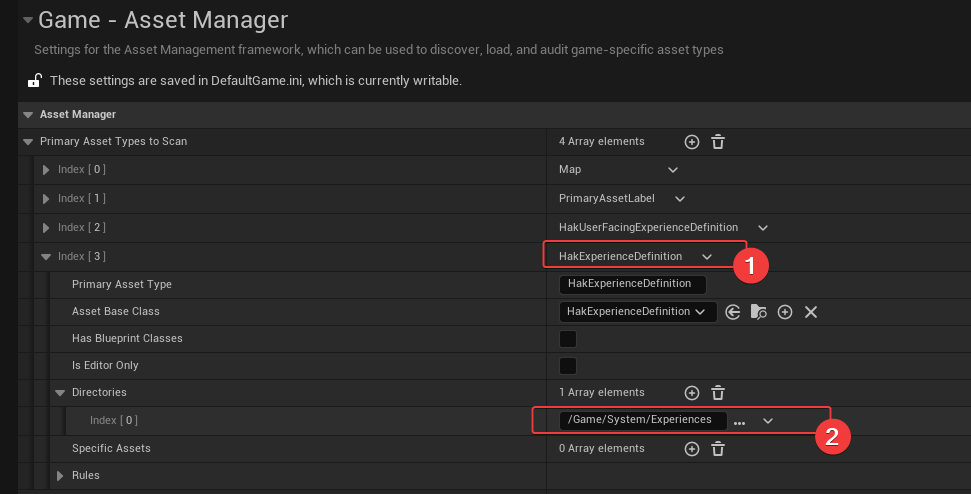 Game - Asset Manager
Settings for the Asset Management framework, which can be used to discover, load, and audit game-specific asset types
These settings are saved in DefaultGame.ini, which is currently writable.
Asset Manager
Primary Asset Types to Scan 4 Array elements
Index [ 0 ] Map
Index [ 1 ] PrimaryAssetLabel
Index [ 2 ] HakUserFacingExperienceDefinition
Index [ 3 ] HakExperienceDefinition 1
Primary Asset Type HakExperienceDefinition
Asset Base Class HakExperienceDefinition
Has Blueprint Classes
Is Editor Only
Directories 1 Array elements
Index [ 0 ] /Game/System/Experiences ... 2
Specific Assets 0 Array elements
Rules